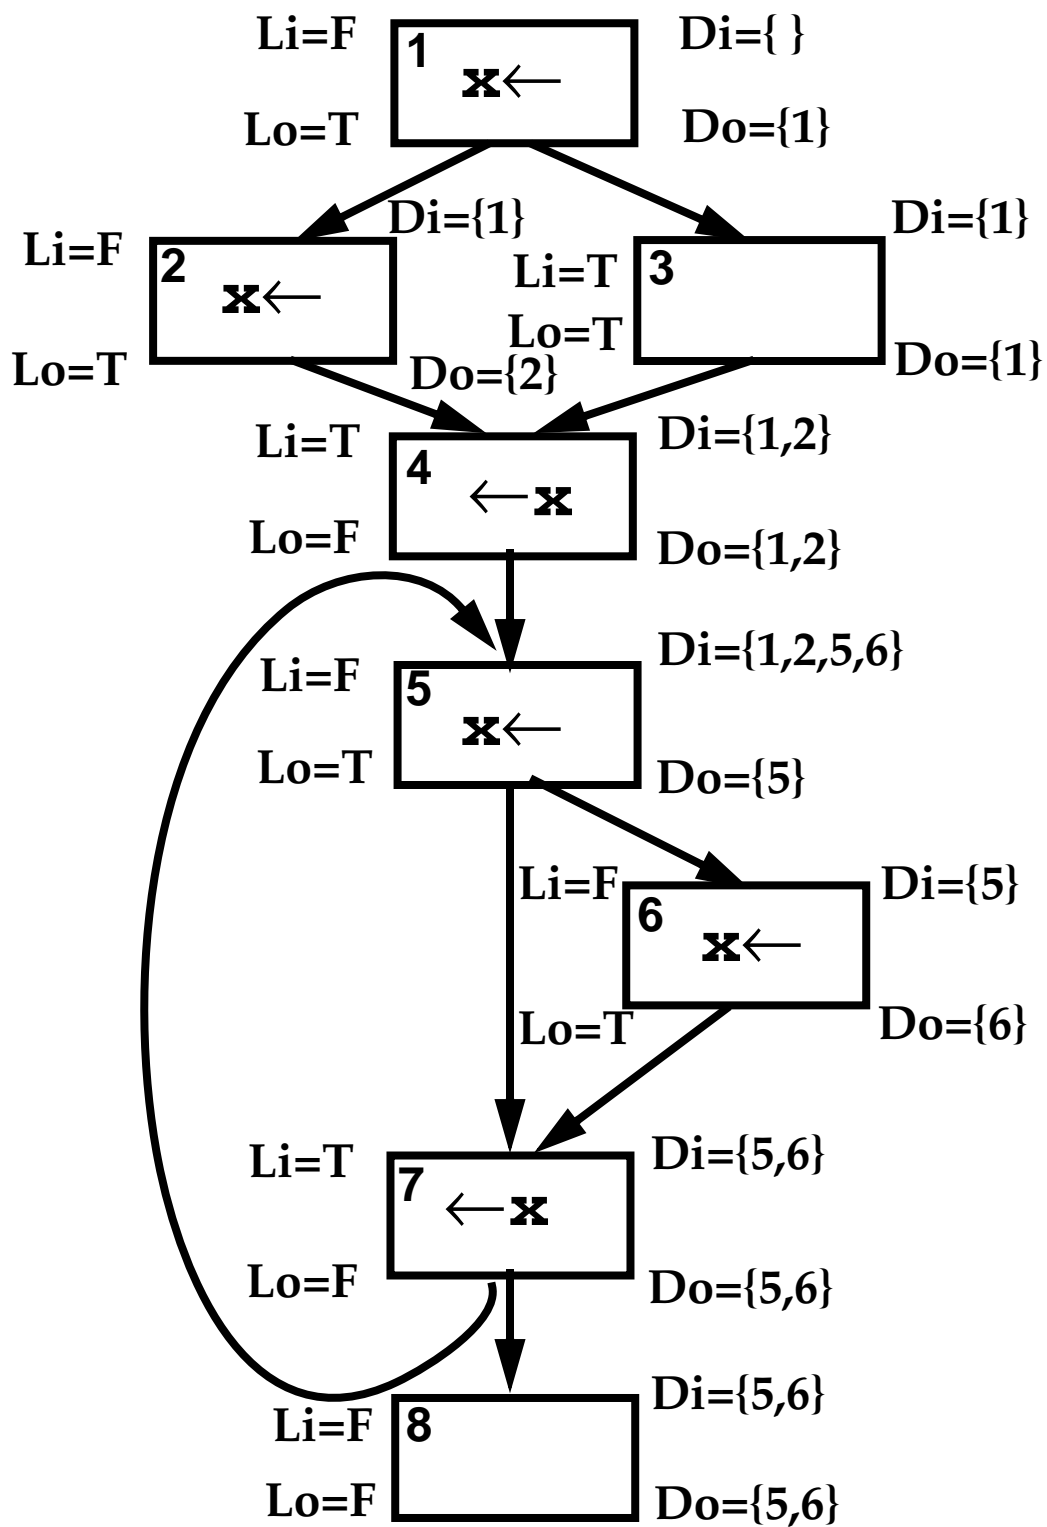 Li=F 1 Di={ }
x←
Lo=T Do={1}
Di={1} Di={1}
Li=F 2 Li=T 3
x←
Lo=T
Lo=T Do={2} Do={1}
Li=T 4 Di={1,2}
←x
Lo=F Do={1,2}
Li=F 5 Di={1,2,5,6}
x←
Lo=T Do={5}
Li=F 6 Di={5}
x←
Lo=T Do={6}
Li=T 7 Di={5,6}
←x
Lo=F Do={5,6}
Li=F 8 Di={5,6}
Lo=F Do={5,6}